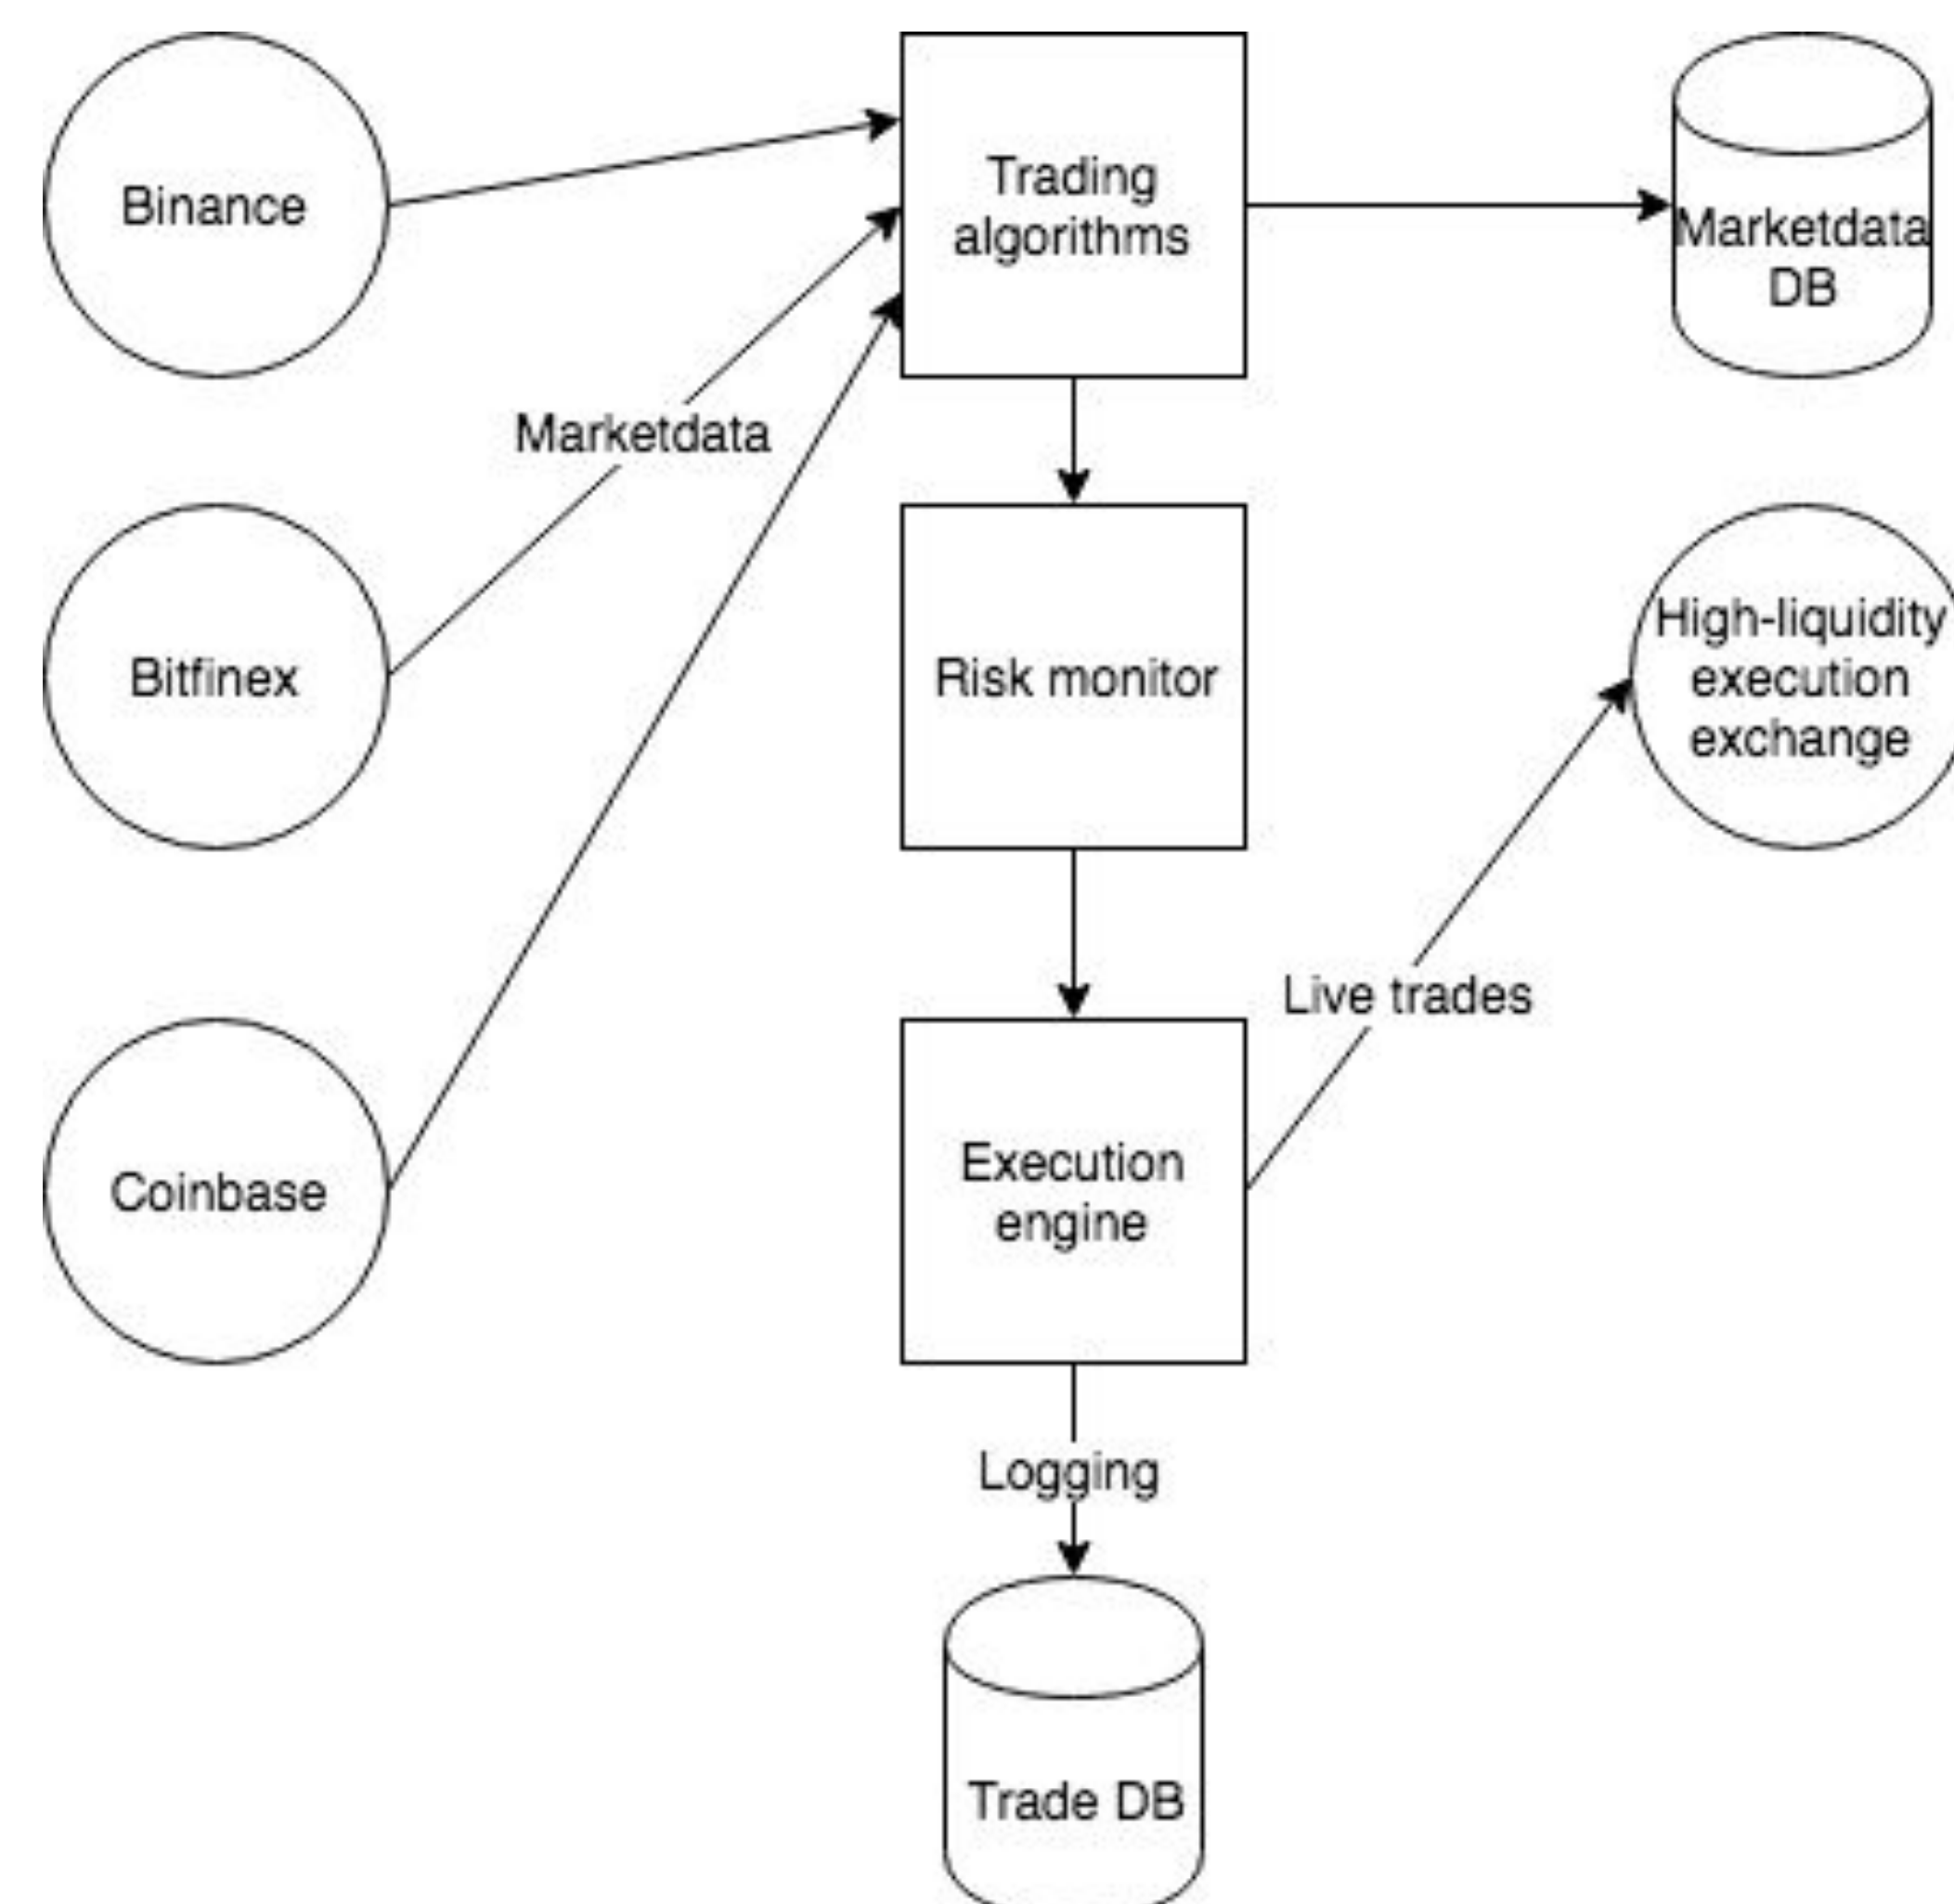 Binance
Trading
algorithms
Marketdata
DB
Marketdata
Bitfinex
Risk monitor
High-liquidity
execution
exchange
Live trades
Coinbase
Execution
engine
Logging
Trade DB